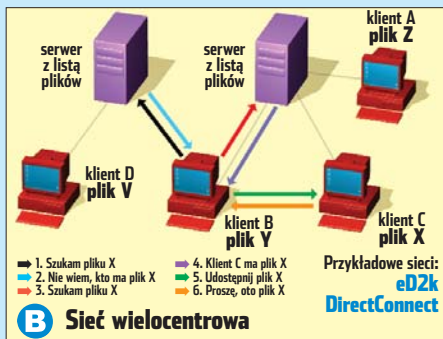 serwer
z listą
plików
serwer
z listą
plików
klient A
plik Z
klient D
plik V
klient B
plik Y
klient C
plik X
1. Szukam pliku X
2. Nie wiem, kto ma plik X
3. Szukam pliku X
4. Klient C ma plik X
5. Udostępnij plik X
6. Proszę, oto plik X
Przykładowe sieci:
eD2k
DirectConnect
B Sieć wielocentrowa